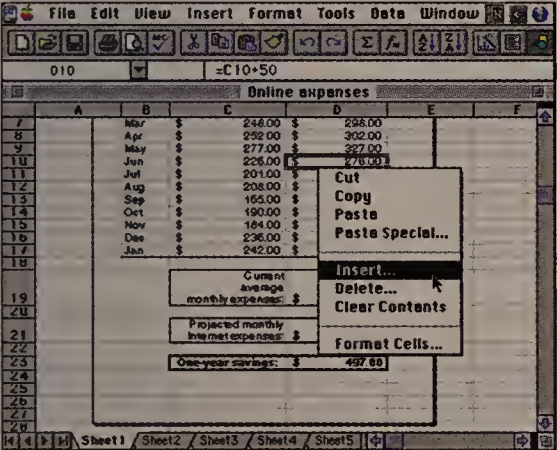 File Edit View Insert Format Tools Data Window
D10 =C10+50
Online expenses
A B C D E F
7 Mar $ 248.00 $ 298.00
8 Apr $ 252.00 $ 302.00
9 May $ 277.00 $ 327.00
10 Jun $ 226.00 $ 276.00
11 Jul $ 201.00 $
12 Aug $ 208.00 $
13 Sep $ 165.00 $
14 Oct $ 190.00 $
15 Nov $ 184.00 $
16 Dec $ 236.00 $
17 Jan $ 242.00 $
18
Current
average
19 monthly expenses: $
20
Projected monthly
21 Internet expenses: $
22
23 One-year savings: $ 497.00
24
25
26
27
28
Cut
Copy
Paste
Paste Special...
Insert...
Delete...
Clear Contents
Format Cells...
Sheet1 Sheet2 Sheet3 Sheet4 Sheet5